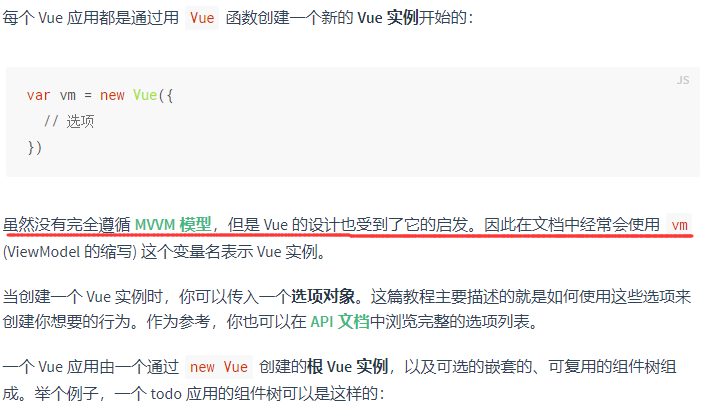 每个 Vue 应用都是通过用 Vue 函数创建一个新的 Vue 实例开始的：
JS
var vm = new Vue({
  // 选项
})
虽然没有完全遵循 MVVM 模型，但是 Vue 的设计也受到了它的启发。因此在文档中经常会使用 vm
(ViewModel 的缩写) 这个变量名表示 Vue 实例。
当创建一个 Vue 实例时，你可以传入一个选项对象。这篇教程主要描述的就是如何使用这些选项来
创建你想要的行为。作为参考，你也可以在 API 文档中浏览完整的选项列表。
一个 Vue 应用由一个通过 new Vue 创建的根 Vue 实例，以及可选的嵌套的、可复用的组件树组
成。举个例子，一个 todo 应用的组件树可以是这样的：